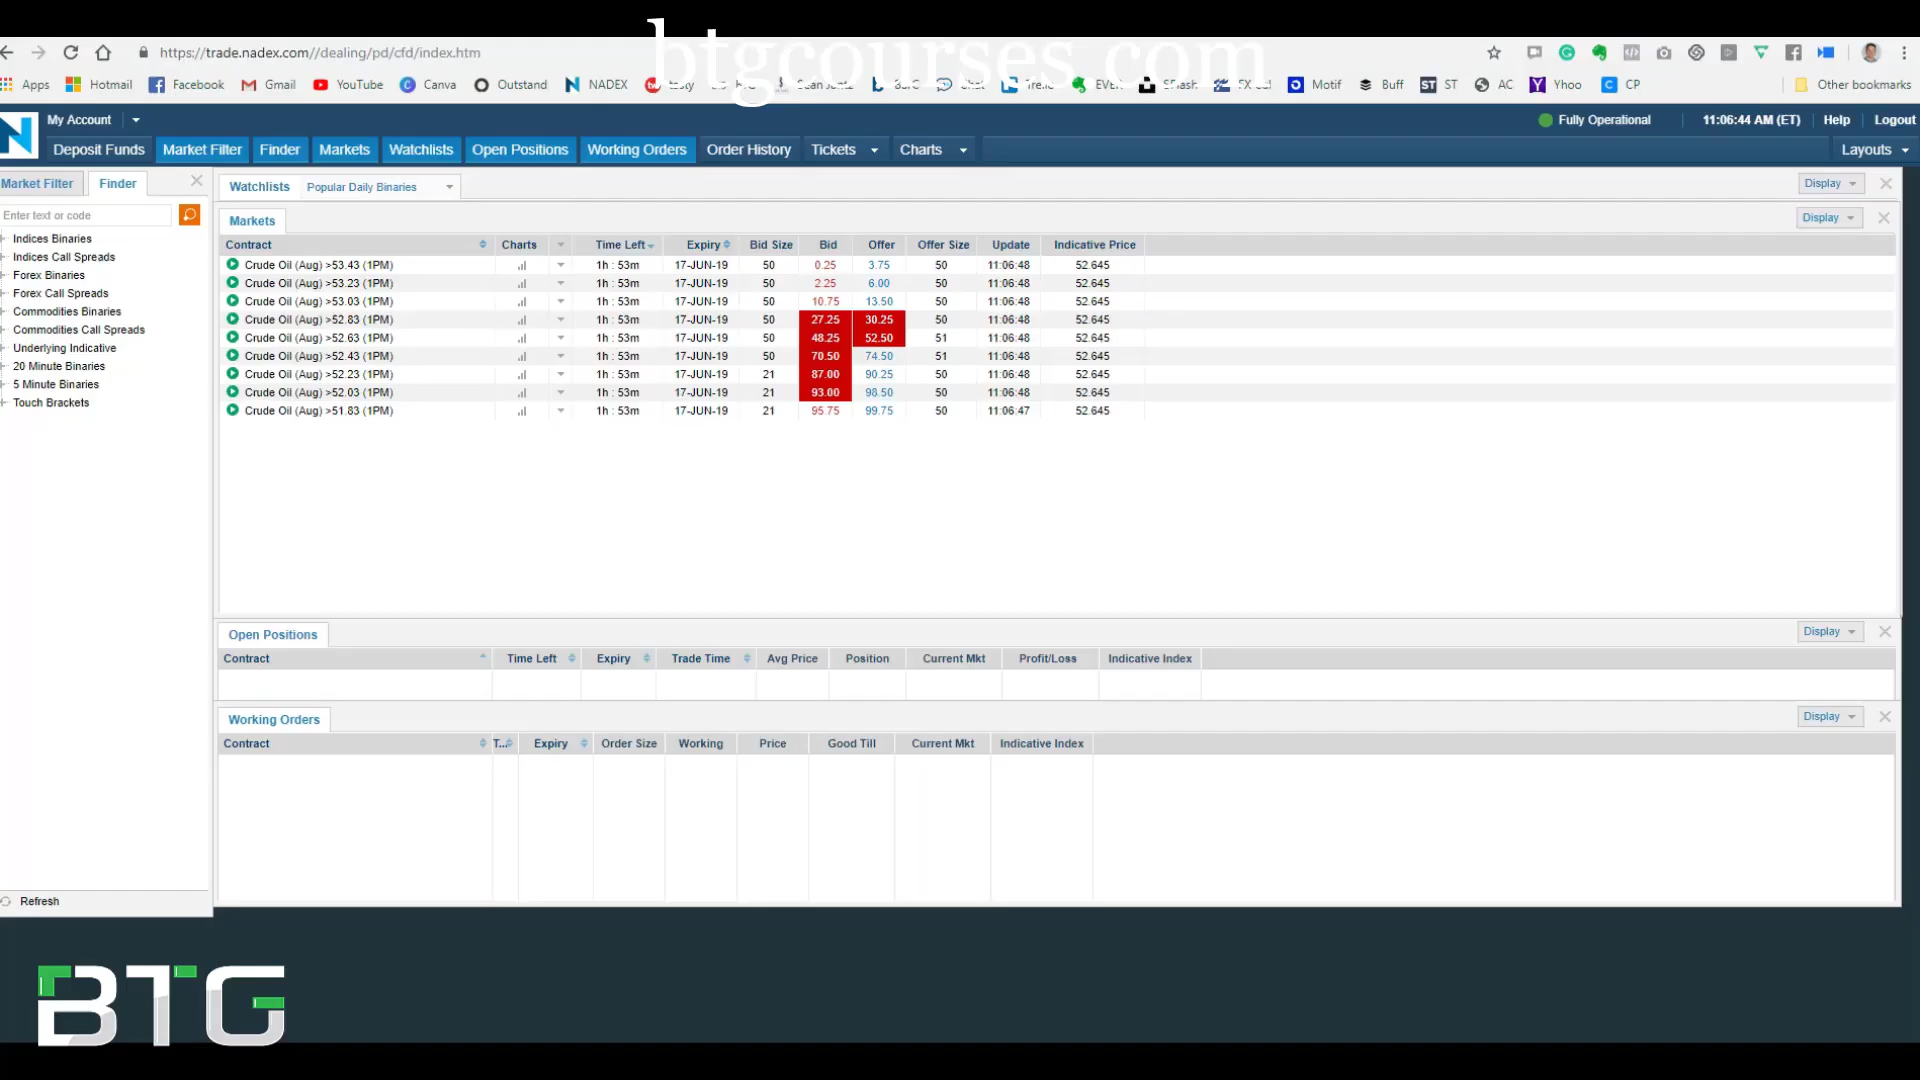 btgcourses.com
https://trade.nadex.com//dealing/pd/cfd/index.htm
Apps Hotmail Facebook Gmail YouTube Canva Outstand NADEX tasty Motif Buff ST AC Yhoo CP Other bookmarks
My Account Fully Operational 11:06:44 AM (ET) Help Logout
Deposit Funds Market Filter Finder Markets Watchlists Open Positions Working Orders Order History Tickets Charts Layouts
Market Filter Finder
Enter text or code
Indices Binaries
Indices Call Spreads
Forex Binaries
Forex Call Spreads
Commodities Binaries
Commodities Call Spreads
Underlying Indicative
20 Minute Binaries
5 Minute Binaries
Touch Brackets
Refresh
Watchlists Popular Daily Binaries Display
Markets Display
Contract Charts Time Left Expiry Bid Size Bid Offer Offer Size Update Indicative Price
Crude Oil (Aug) >53.43 (1PM) 1h : 53m 17-JUN-19 50 0.25 3.75 50 11:06:48 52.645
Crude Oil (Aug) >53.23 (1PM) 1h : 53m 17-JUN-19 50 2.25 6.00 50 11:06:48 52.645
Crude Oil (Aug) >53.03 (1PM) 1h : 53m 17-JUN-19 50 10.75 13.50 50 11:06:48 52.645
Crude Oil (Aug) >52.83 (1PM) 1h : 53m 17-JUN-19 50 27.25 30.25 50 11:06:48 52.645
Crude Oil (Aug) >52.63 (1PM) 1h : 53m 17-JUN-19 50 48.25 52.50 51 11:06:48 52.645
Crude Oil (Aug) >52.43 (1PM) 1h : 53m 17-JUN-19 50 70.50 74.50 51 11:06:48 52.645
Crude Oil (Aug) >52.23 (1PM) 1h : 53m 17-JUN-19 21 87.00 90.25 50 11:06:48 52.645
Crude Oil (Aug) >52.03 (1PM) 1h : 53m 17-JUN-19 21 93.00 98.50 50 11:06:48 52.645
Crude Oil (Aug) >51.83 (1PM) 1h : 53m 17-JUN-19 21 95.75 99.75 50 11:06:47 52.645
Open Positions Display
Contract Time Left Expiry Trade Time Avg Price Position Current Mkt Profit/Loss Indicative Index
Working Orders Display
Contract T... Expiry Order Size Working Price Good Till Current Mkt Indicative Index
BTG